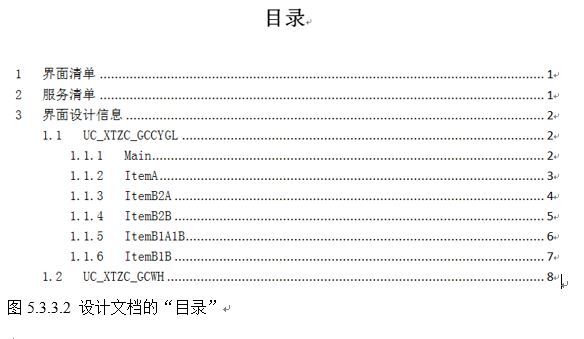 目录
1 界面清单 1
2 服务清单 1
3 界面设计信息 2
1.1 UC_XTZC_GCCYGL 2
1.1.1 Main 2
1.1.2 ItemA 3
1.1.3 ItemB2A 4
1.1.4 ItemB2B 5
1.1.5 ItemB1A1B 6
1.1.6 ItemB1B 7
1.2 UC_XTZC_GCWH 8
图 5.3.3.2 设计文档的“目录”